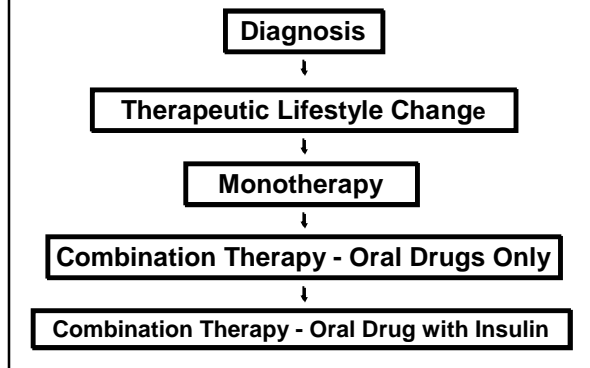 Diagnosis
Therapeutic Lifestyle Change
Monotherapy
Combination Therapy - Oral Drugs Only
Combination Therapy - Oral Drug with Insulin